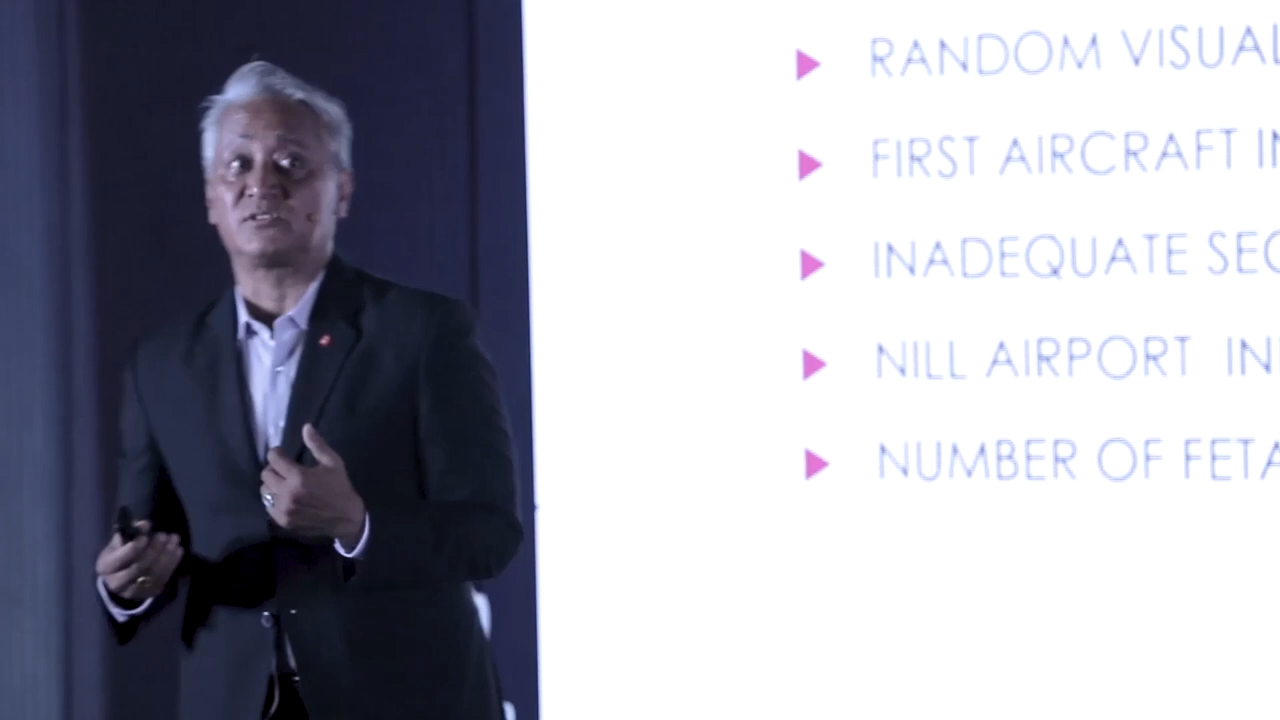 RANDOM VISUAL
FIRST AIRCRAFT IN
INADEQUATE SEC
NILL AIRPORT IN
NUMBER OF FETA